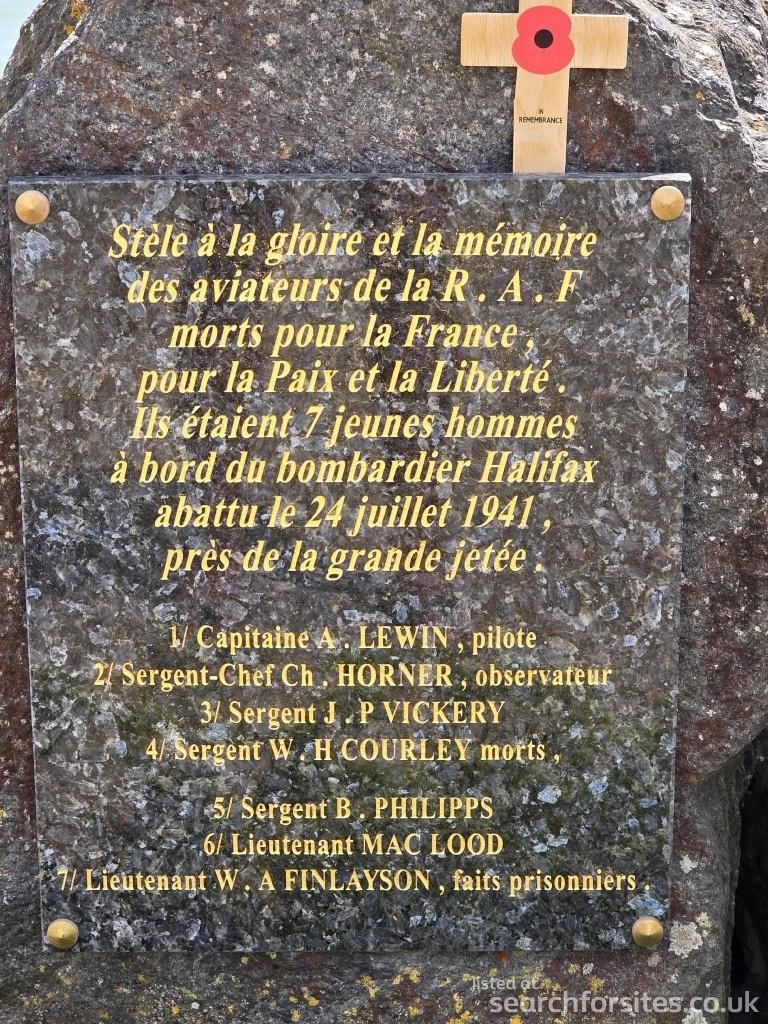 IN
REMEMBRANCE
Stèle à la gloire et la mémoire
des aviateurs de la R . A . F
morts pour la France ,
pour la Paix et la Liberté .
Ils étaient 7 jeunes hommes
à bord du bombardier Halifax
abattu le 24 juillet 1941 ,
près de la grande jetée .
1/ Capitaine A . LEWIN , pilote
2/ Sergent-Chef Ch . HORNER , observateur
3/ Sergent J . P VICKERY
4/ Sergent W . H COURLEY morts ,
5/ Sergent B . PHILIPPS
6/ Lieutenant MAC LOOD
7/ Lieutenant W . A FINLAYSON , faits prisonniers .
listed at
searchforsites.co.uk